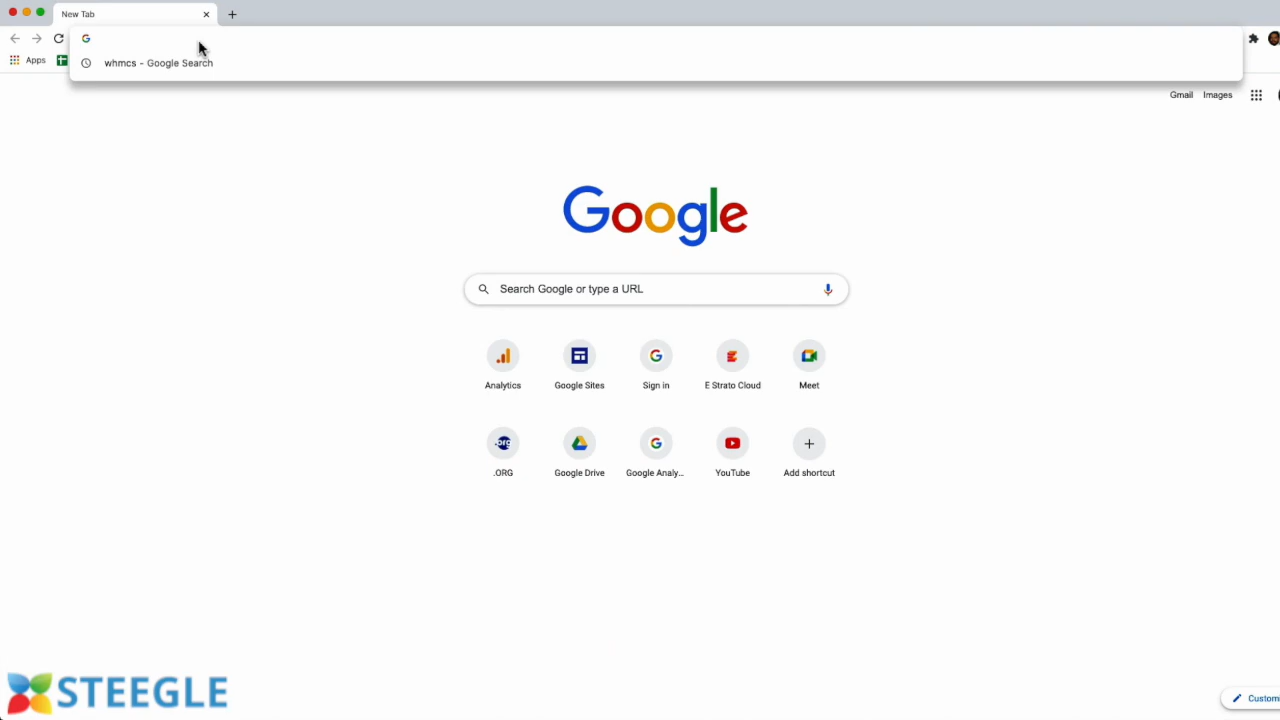 New Tab
whmcs - Google Search
Apps
Gmail Images
Google
Search Google or type a URL
Analytics Google Sites Sign in E Strato Cloud Meet
.ORG Google Drive Google Analy... YouTube Add shortcut
Customi
STEEGLE